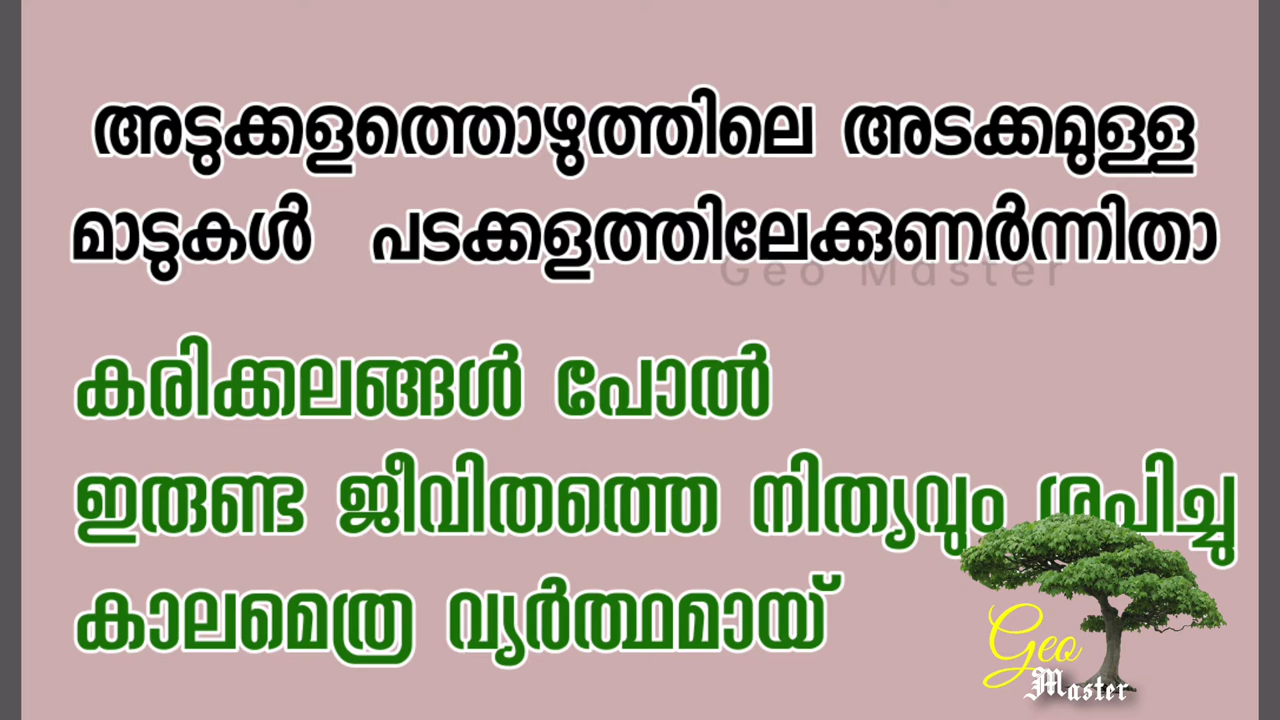 അടുക്കളത്തൊഴുത്തിലെ അടക്കമുള്ള
മാടുകൾ പടക്കളത്തിലേക്കുണർന്നിതാ
Geo Master
കരിക്കലങ്ങൾ പോൽ
ഇരുണ്ട ജീവിതത്തെ നിത്യവും ശപിച്ചു
കാലമെത്ര വ്യർത്ഥമായ്
Geo
Master